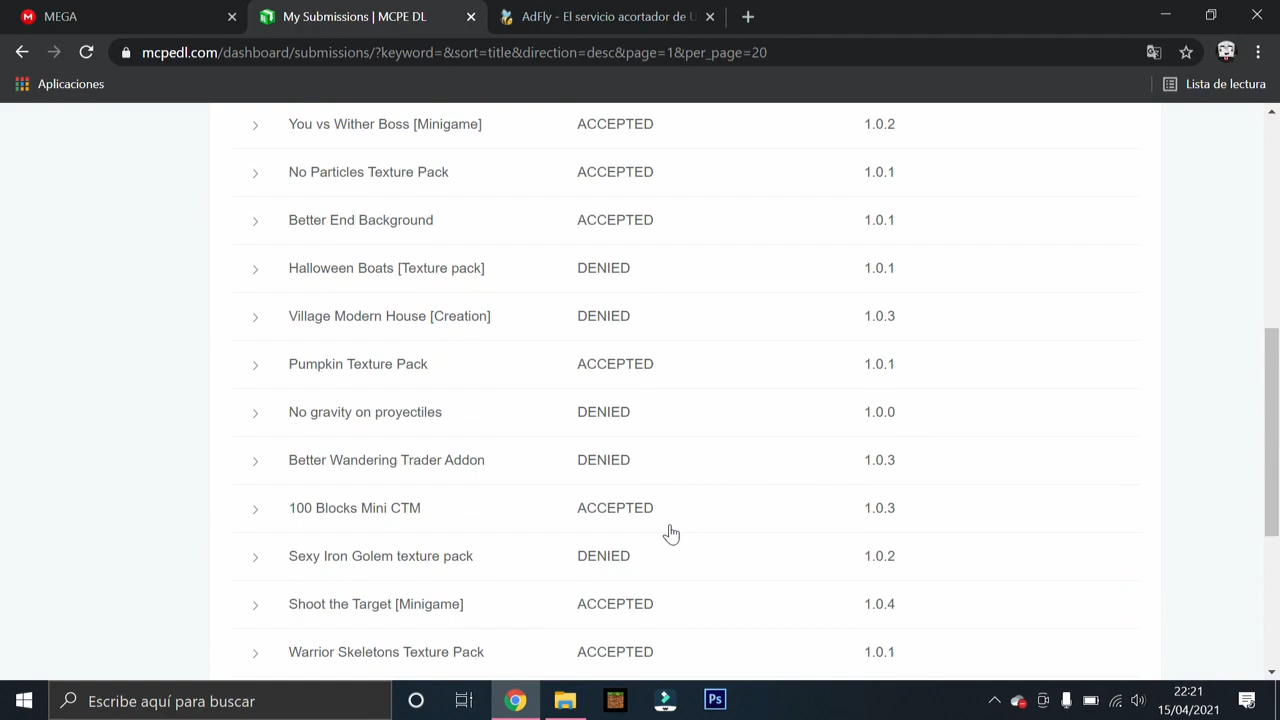 MEGA
My Submissions | MCPE DL
AdFly - El servicio acortador de U
mcpedl.com/dashboard/submissions/?keyword=&sort=title&direction=desc&page=1&per_page=20
Aplicaciones
Lista de lectura
You vs Wither Boss [Minigame] ACCEPTED 1.0.2
No Particles Texture Pack ACCEPTED 1.0.1
Better End Background ACCEPTED 1.0.1
Halloween Boats [Texture pack] DENIED 1.0.1
Village Modern House [Creation] DENIED 1.0.3
Pumpkin Texture Pack ACCEPTED 1.0.1
No gravity on proyectiles DENIED 1.0.0
Better Wandering Trader Addon DENIED 1.0.3
100 Blocks Mini CTM ACCEPTED 1.0.3
Sexy Iron Golem texture pack DENIED 1.0.2
Shoot the Target [Minigame] ACCEPTED 1.0.4
Warrior Skeletons Texture Pack ACCEPTED 1.0.1
Escribe aquí para buscar
Ps
22:21
15/04/2021